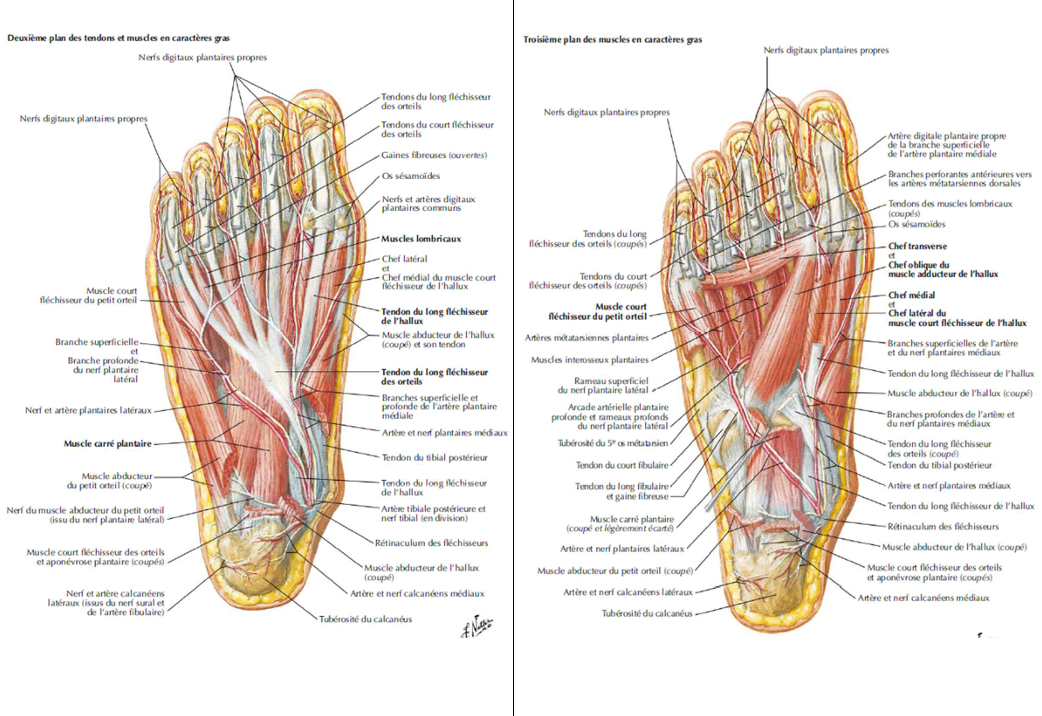 Deuxième plan des tendons et muscles en caractères gras
Nerfs digitaux plantaires propres
Nerfs digitaux plantaires propres
Muscle court
fléchisseur du petit orteil
Branche superficielle
et
Branche profonde
du nerf plantaire
latéral
Nerf et artère plantaires latéraux
Muscle carré plantaire
Muscle abducteur
du petit orteil (coupé)
Nerf du muscle abducteur du petit orteil
(issu du nerf plantaire latéral)
Muscle court fléchisseur des orteils
et aponévrose plantaire (coupés)
Nerf et artère calcanéens
latéraux (issus du nerf sural et
de l'artère fibulaire)
Tendons du long fléchisseur
des orteils
Tendons du court fléchisseur
des orteils
Gaines fibreuses (ouvertes)
Os sésamoïdes
Nerfs et artères digitaux
plantaires communs
Muscles lombricaux
Chef latéral
et
Chef médial du muscle court
fléchisseur de l'hallux
Tendon du long fléchisseur
de l'hallux
Muscle abducteur de l'hallux
(coupé) et son tendon
Tendon du long fléchisseur
des orteils
Branches superficielle et
profonde de l'artère plantaire
médiale
Artère et nerf plantaires médiaux
Tendon du tibial postérieur
Tendon du long fléchisseur
de l'hallux
Artère tibiale postérieure et
nerf tibial (en division)
Rétinaculum des fléchisseurs
Muscle abducteur de l'hallux
(coupé)
Artère et nerf calcanéens médiaux
Tubérosité du calcanéus
Troisième plan des muscles en caractères gras
Nerfs digitaux plantaires propres
Nerfs digitaux plantaires propres
Tendons du long
fléchisseur des orteils (coupés)
Tendons du court
fléchisseur des orteils (coupés)
Muscle court
fléchisseur du petit orteil
Artères métatarsiennes plantaires
Muscles interosseux plantaires
Rameau superficiel
du nerf plantaire latéral
Arcade artérielle plantaire
profonde et rameaux profonds
du nerf plantaire latéral
Tubérosité du 5e os métatarsien
Tendon du court fibulaire
Tendon du long fibulaire
et gaine fibreuse
Muscle carré plantaire
(coupé et légèrement écarté)
Artère et nerf plantaires latéraux
Muscle abducteur du petit orteil (coupé)
Artère et nerf calcanéens latéraux
Tubérosité du calcanéus
Artère digitale plantaire propre
de la branche superficielle
de l'artère plantaire médiale
Branches perforantes antérieures vers
les artères métatarsiennes dorsales
Tendons des muscles lombricaux
(coupés)
Os sésamoïdes
Chef transverse
et
Chef oblique du
muscle adducteur de l'hallux
Chef médial
et
Chef latéral du
muscle court fléchisseur de l'hallux
Branches superficielles de l'artère
et du nerf plantaires médiaux
Tendon du long fléchisseur de l'hallux
Muscle abducteur de l'hallux (coupé)
Branches profondes de l'artère et
du nerf plantaires médiaux
Tendon du long fléchisseur
des orteils (coupé)
Tendon du tibial postérieur
Artère et nerf plantaires médiaux
Tendon du long fléchisseur de l'hallux
Rétinaculum des fléchisseurs
Muscle abducteur de l'hallux (coupé)
Muscle court fléchisseur des orteils
et aponévrose plantaire (coupés)
Artère et nerf calcanéens médiaux